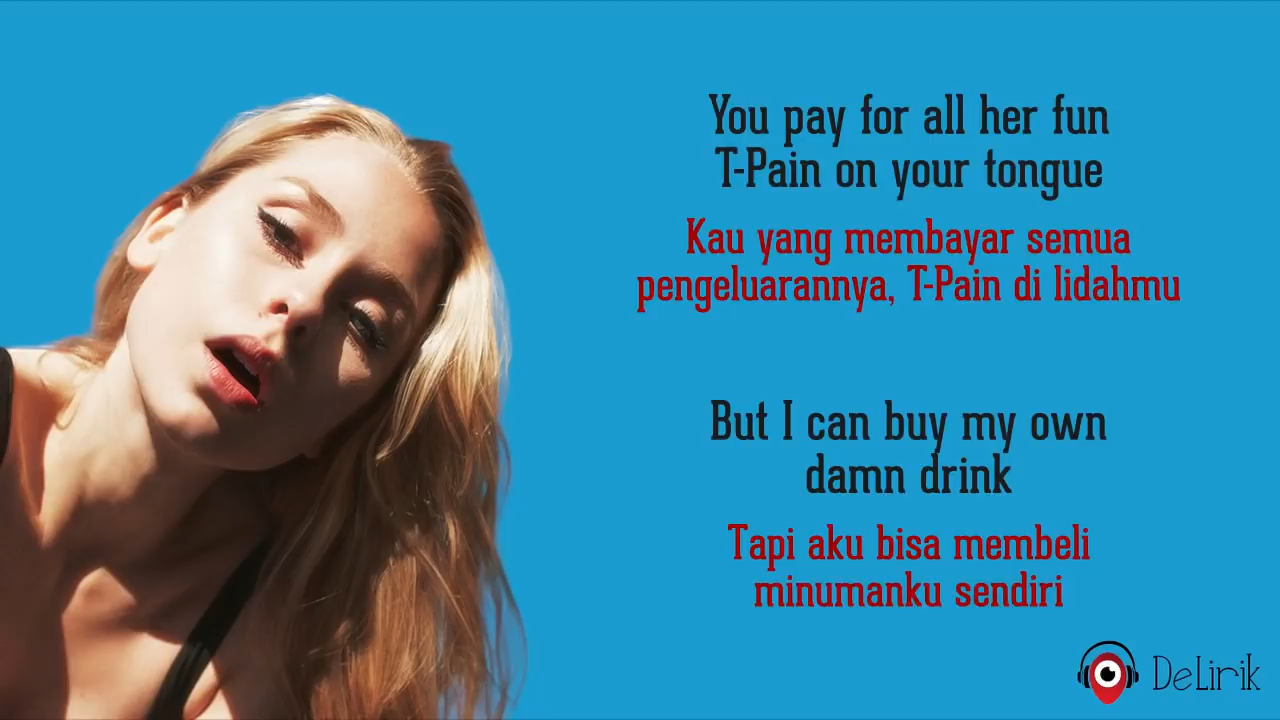 You pay for all her fun
T-Pain on your tongue
Kau yang membayar semua
pengeluarannya, T-Pain di lidahmu
But I can buy my own
damn drink
Tapi aku bisa membeli
minumanku sendiri
DeLirik